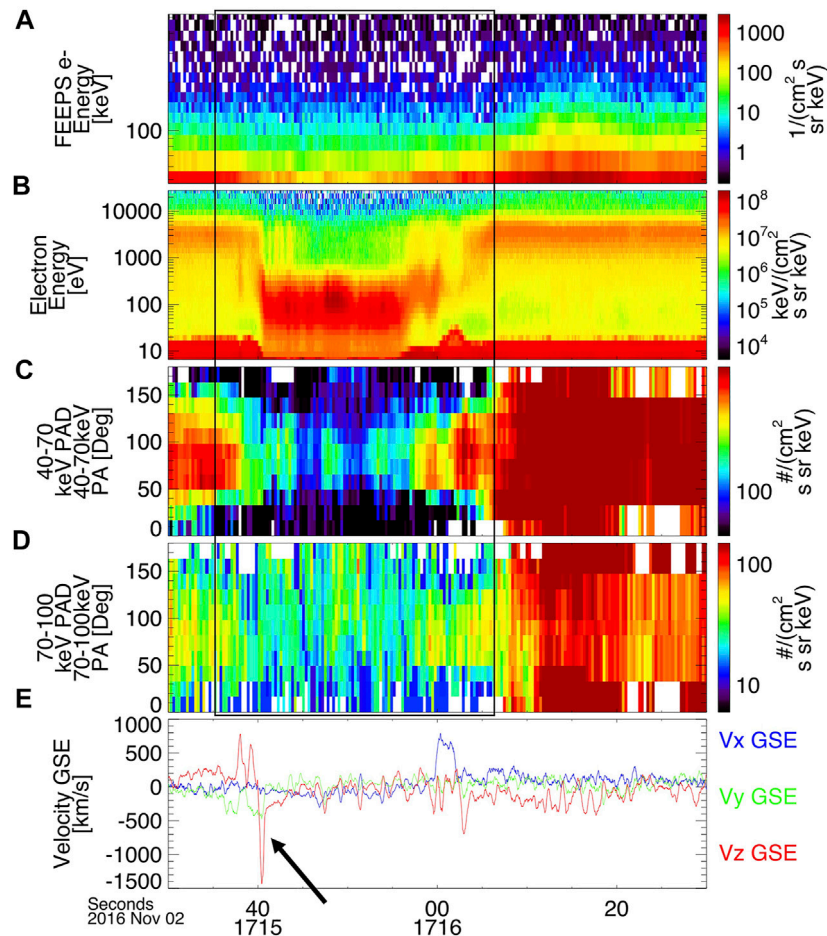 A
FEEPS e-
Energy
[keV]
100
1000
100
10
1
1/(cm² s
sr keV)
B
Electron
Energy
[eV]
10000
1000
100
10
10⁸
10⁷
10⁶
10⁵
10⁴
keV/(cm²
s sr keV)
C
40-70
keV PAD
40-70keV
PA [Deg]
150
100
50
0
100
#/(cm²
s sr keV)
D
70-100
keV PAD
70-100keV
PA [Deg]
150
100
50
0
100
10
#/(cm²
s sr keV)
E
Velocity GSE
[km/s]
1000
500
0
-500
-1000
-1500
Vx GSE
Vy GSE
Vz GSE
Seconds
2016 Nov 02
40
1715
00
1716
20